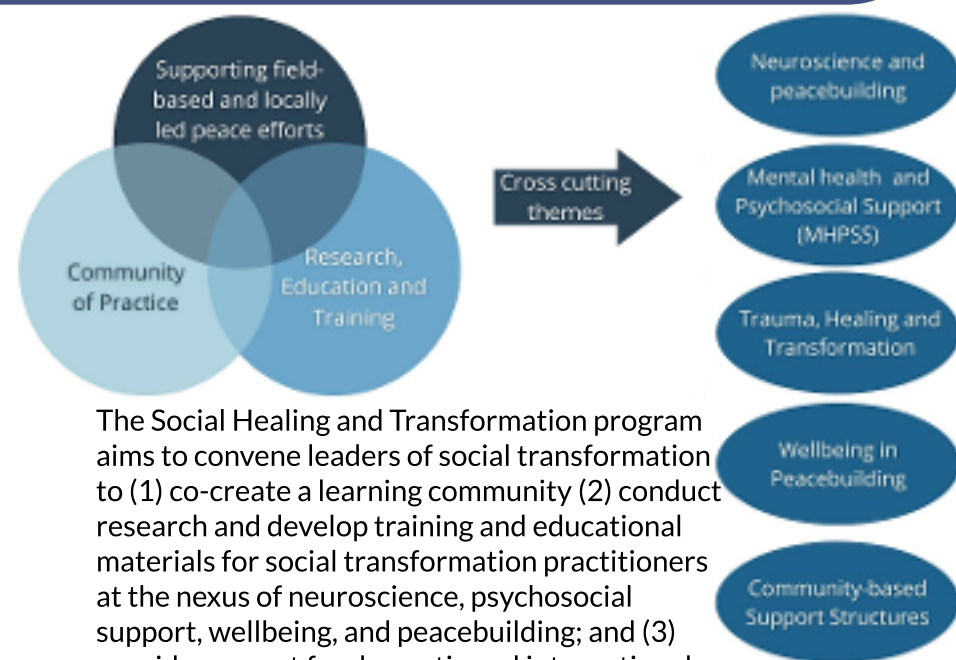 Supporting field-
based and locally
led peace efforts
Community
of Practice
Research,
Education and
Training
Cross cutting
themes
Neuroscience and
peacebuilding
Mental health and
Psychosocial Support
(MHPSS)
Trauma, Healing and
Transformation
Wellbeing in
Peacebuilding
Community-based
Support Structures
The Social Healing and Transformation program
aims to convene leaders of social transformation
to (1) co-create a learning community (2) conduct
research and develop training and educational
materials for social transformation practitioners
at the nexus of neuroscience, psychosocial
support, wellbeing, and peacebuilding; and (3)